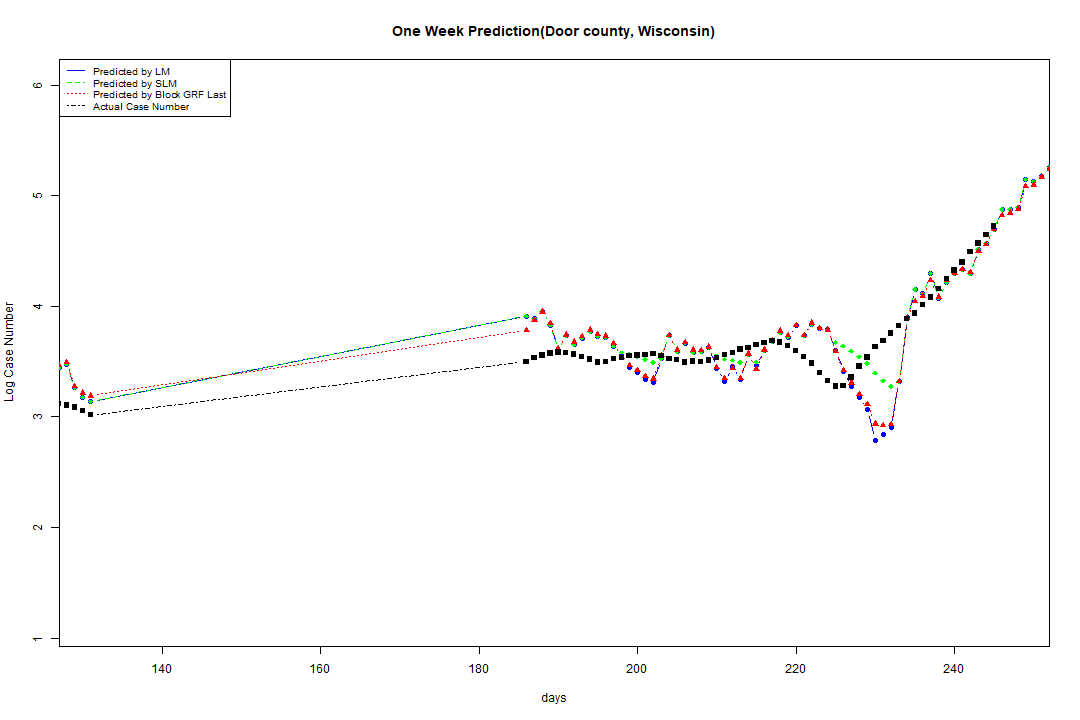 One Week Prediction(Door county, Wisconsin)
Predicted by LM
Predicted by SLM
Predicted by Block GRF Last
Actual Case Number
6
5
4
3
2
1
Log Case Number
140 160 180 200 220 240
days